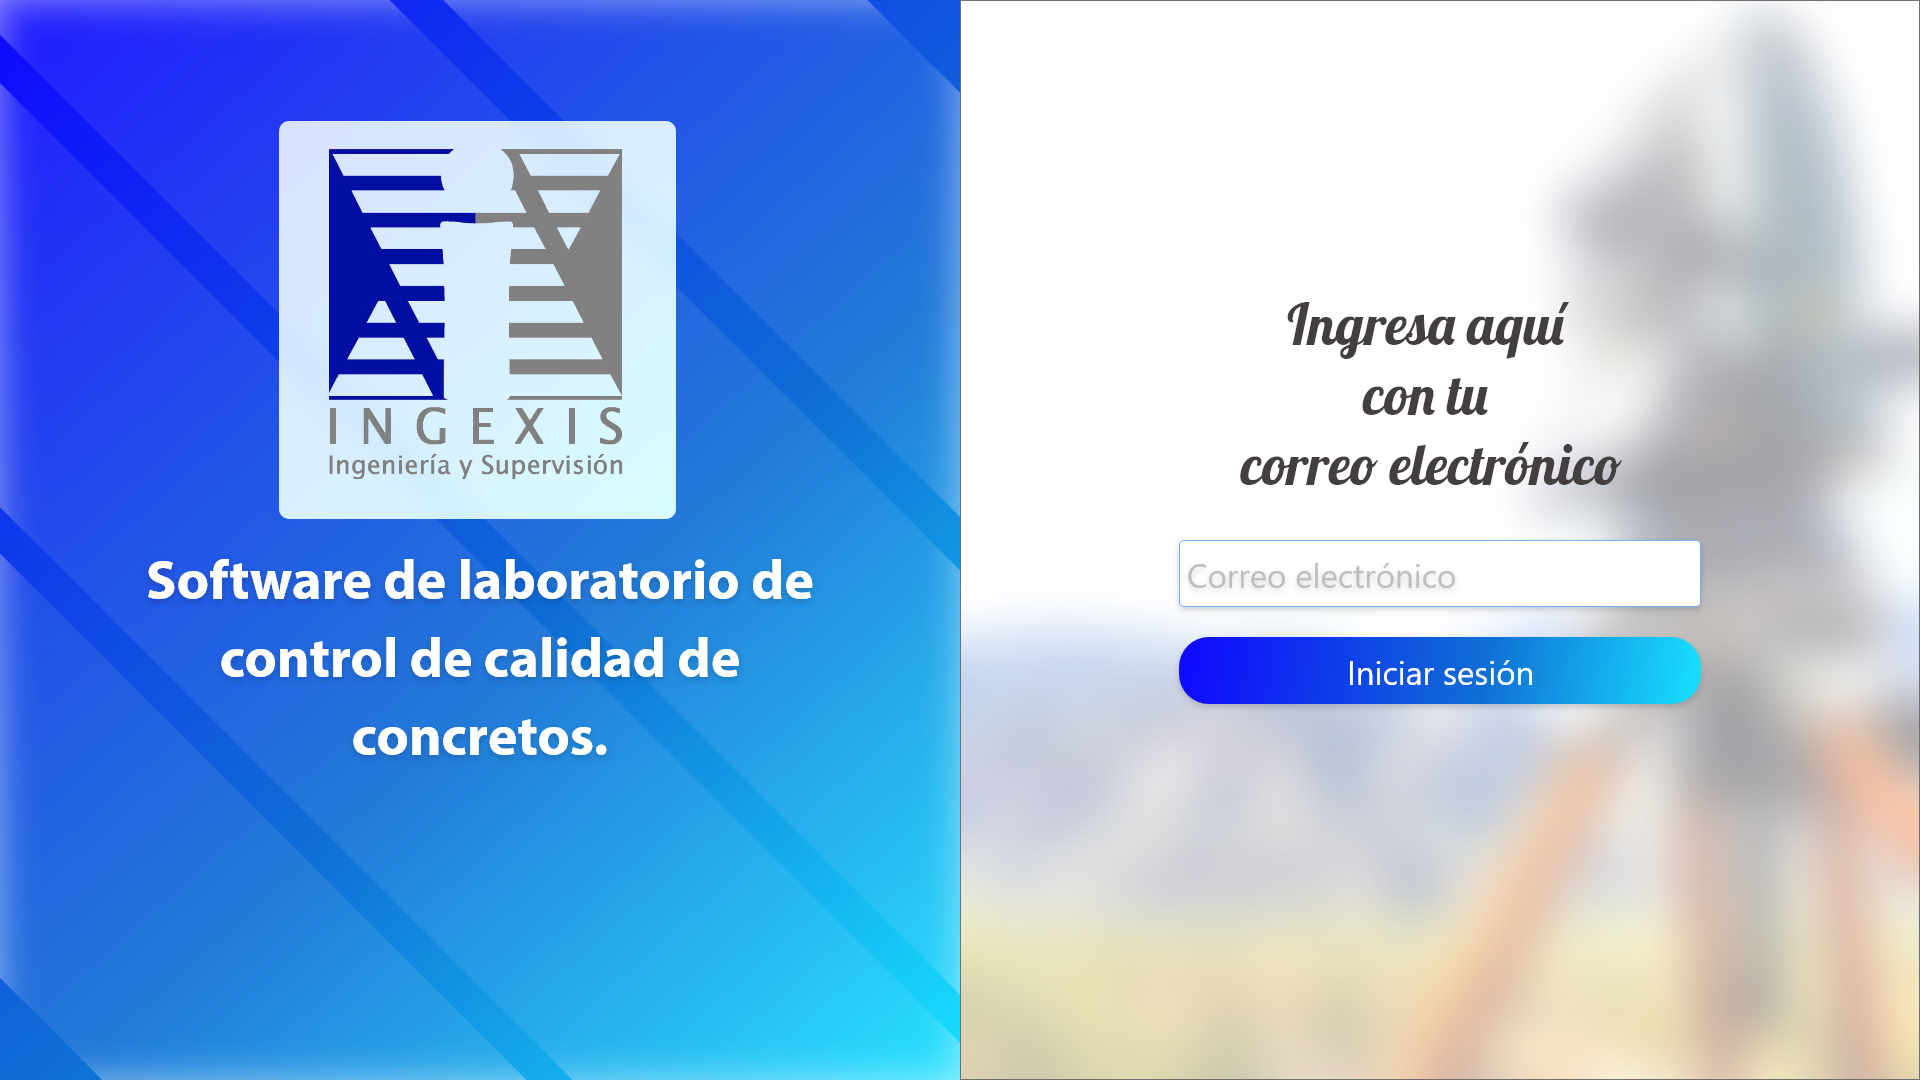 INGEXIS
Ingeniería y Supervisión
Software de laboratorio de
control de calidad de
concretos.
Ingresa aquí
con tu
correo electrónico
Correo electrónico
Iniciar sesión